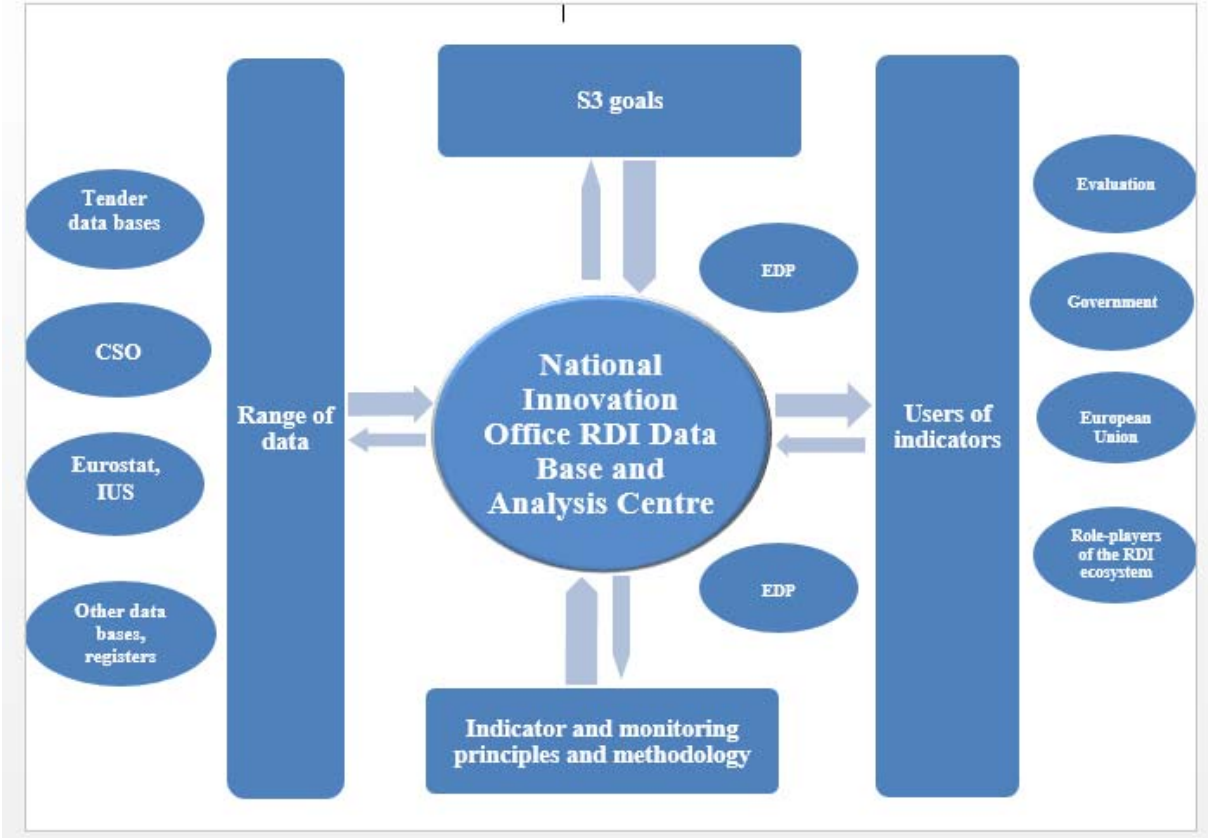 S3 goals
Tender
data bases
CSO
Eurostat,
IUS
Other data
bases,
registers
Range of
data
National
Innovation
Office RDI Data
Base and
Analysis Centre
EDP
EDP
Indicator and monitoring
principles and methodology
Users of
indicators
Evaluation
Government
European
Union
Role-players
of the RDI
ecosystem